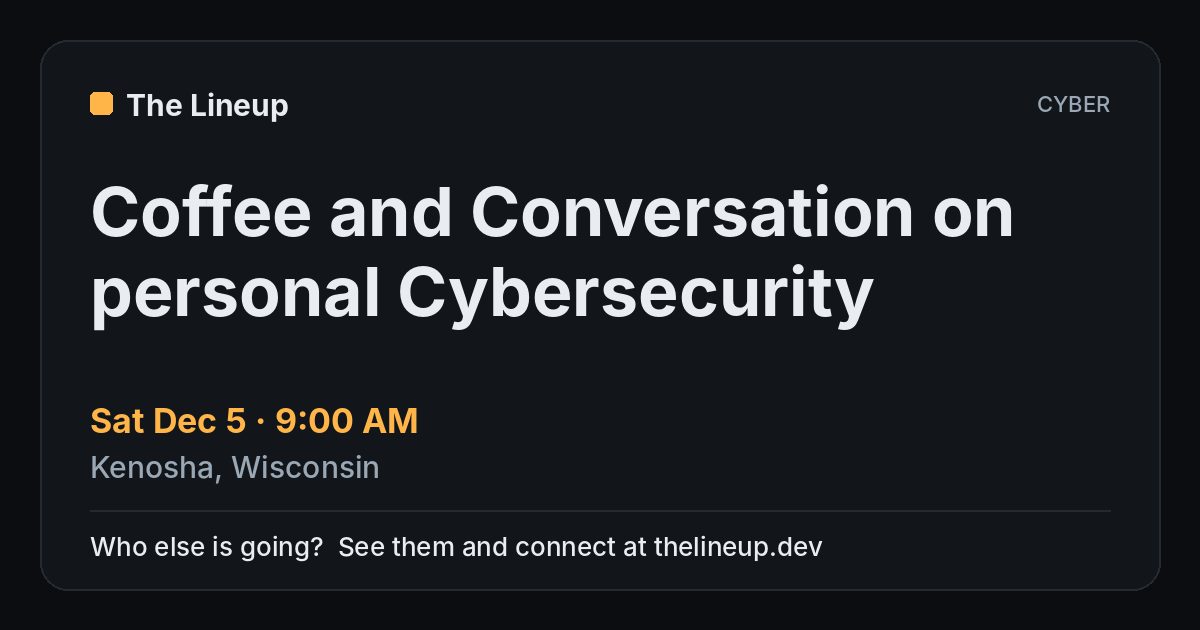 The Lineup
CYBER
Coffee and Conversation on
personal Cybersecurity
Sat Dec 5 · 9:00 AM
Kenosha, Wisconsin
Who else is going? See them and connect at thelineup.dev